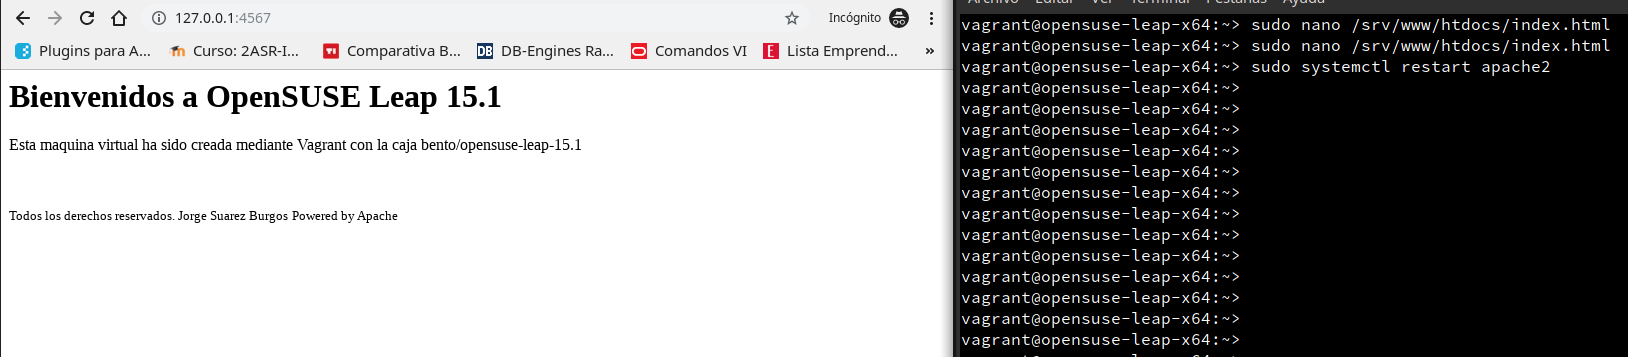 127.0.0.1:4567
Incógnito
Plugins para A... Curso: 2ASR-I... Comparativa B... DB-Engines Ra... Comandos VI Lista Emprend... »
Bienvenidos a OpenSUSE Leap 15.1
Esta maquina virtual ha sido creada mediante Vagrant con la caja bento/opensuse-leap-15.1
Todos los derechos reservados. Jorge Suarez Burgos Powered by Apache
Archivo Editar Ver Terminal Pestañas Ayuda
vagrant@opensuse-leap-x64:~> sudo nano /srv/www/htdocs/index.html
vagrant@opensuse-leap-x64:~> sudo nano /srv/www/htdocs/index.html
vagrant@opensuse-leap-x64:~> sudo systemctl restart apache2
vagrant@opensuse-leap-x64:~>
vagrant@opensuse-leap-x64:~>
vagrant@opensuse-leap-x64:~>
vagrant@opensuse-leap-x64:~>
vagrant@opensuse-leap-x64:~>
vagrant@opensuse-leap-x64:~>
vagrant@opensuse-leap-x64:~>
vagrant@opensuse-leap-x64:~>
vagrant@opensuse-leap-x64:~>
vagrant@opensuse-leap-x64:~>
vagrant@opensuse-leap-x64:~>
vagrant@opensuse-leap-x64:~>
vagrant@opensuse-leap-x64:~>